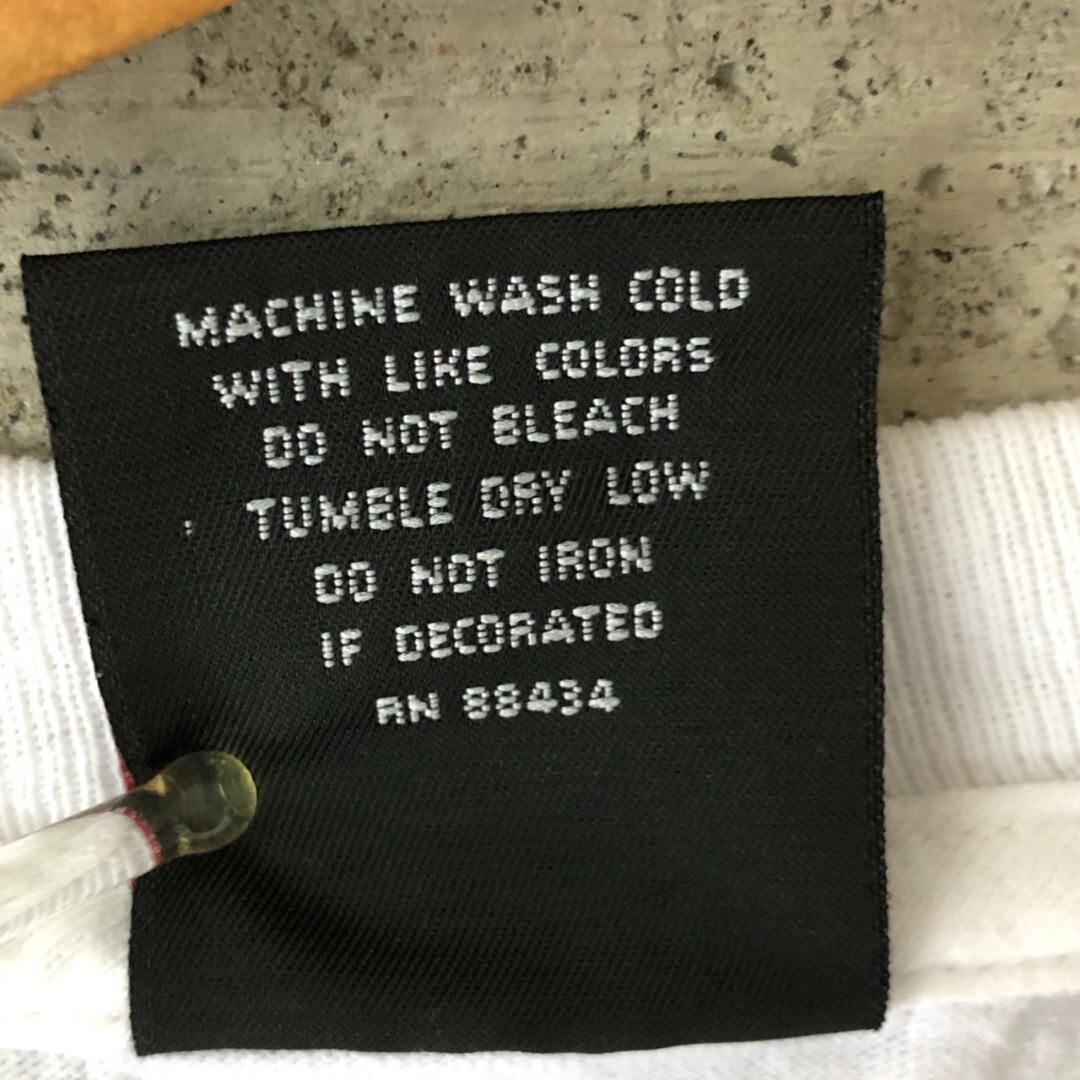 MACHINE WASH COLD
WITH LIKE COLORS
DO NOT BLEACH
TUMBLE DRY LOW
DO NOT IRON
IF DECORATED
RN 88434